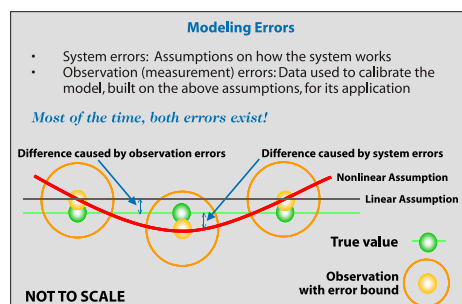 Modeling Errors
• System errors: Assumptions on how the system works
• Observation (measurement) errors: Data used to calibrate the
model, built on the above assumptions, for its application
Most of the time, both errors exist!
Difference caused by observation errors
Difference caused by system errors
Nonlinear Assumption
Linear Assumption
True value
Observation
with error bound
NOT TO SCALE